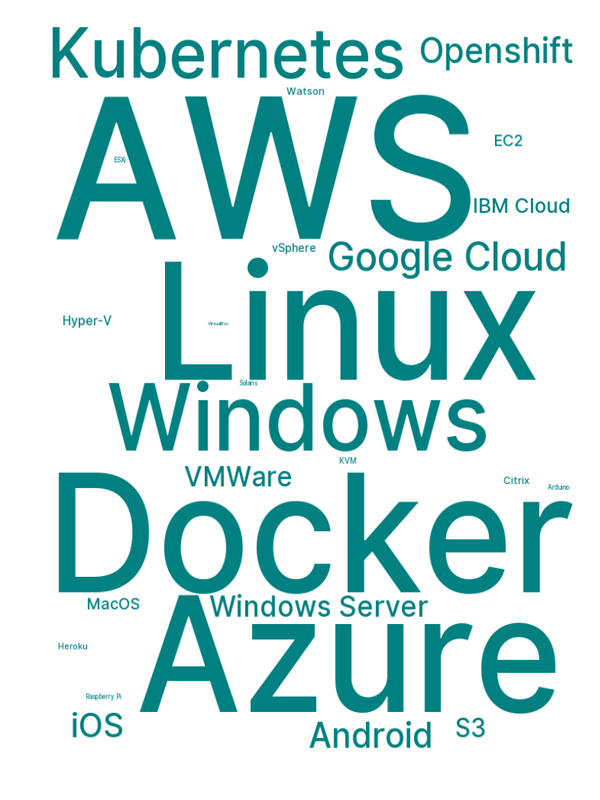 Kubernetes
Openshift
Watson
AWS
EC2
ESXi
IBM Cloud
vSphere
Google Cloud
Linux
Hyper-V
VirtualBox
Solaris
Windows
KVM
VMWare
Citrix
Arduino
Docker
MacOS
Windows Server
Azure
Heroku
Raspberry Pi
iOS
Android
S3